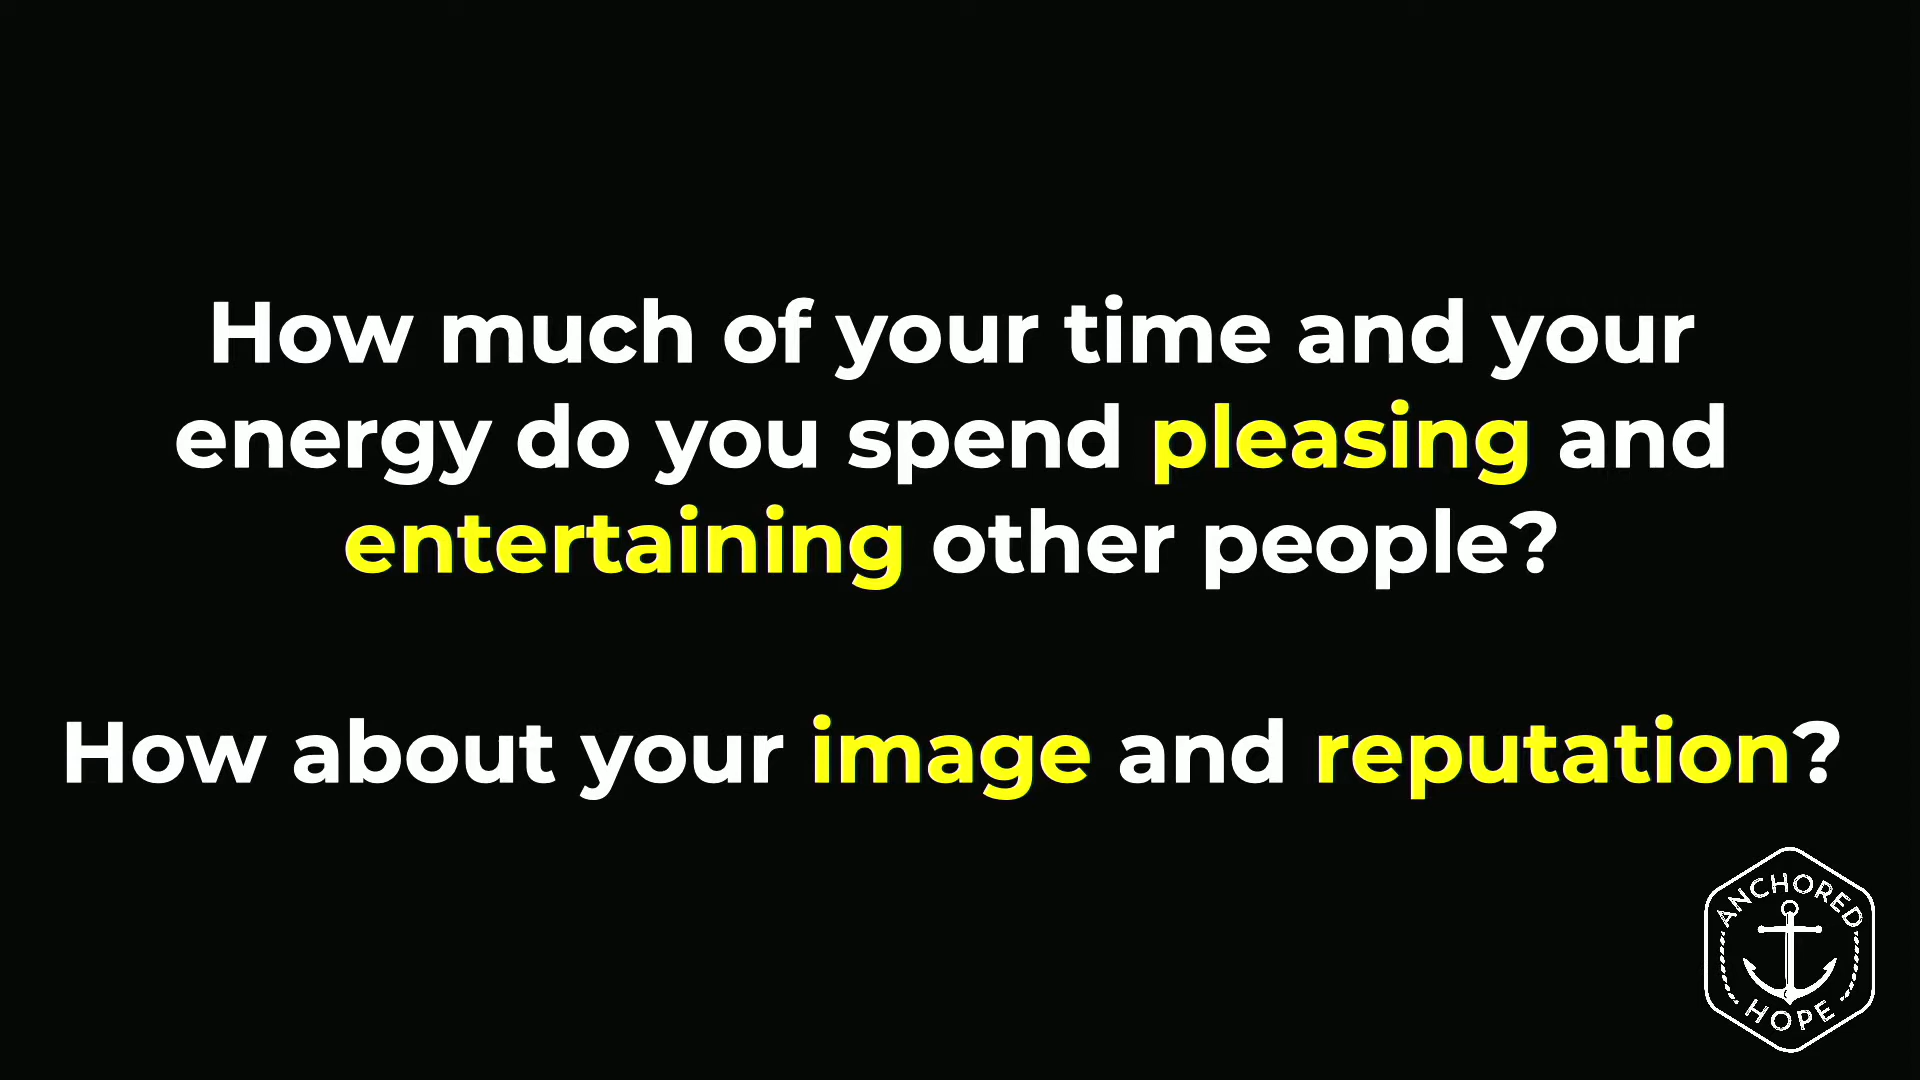 How much of your time and your
energy do you spend pleasing and
entertaining other people?
How about your image and reputation?
ANCHORED
HOPE